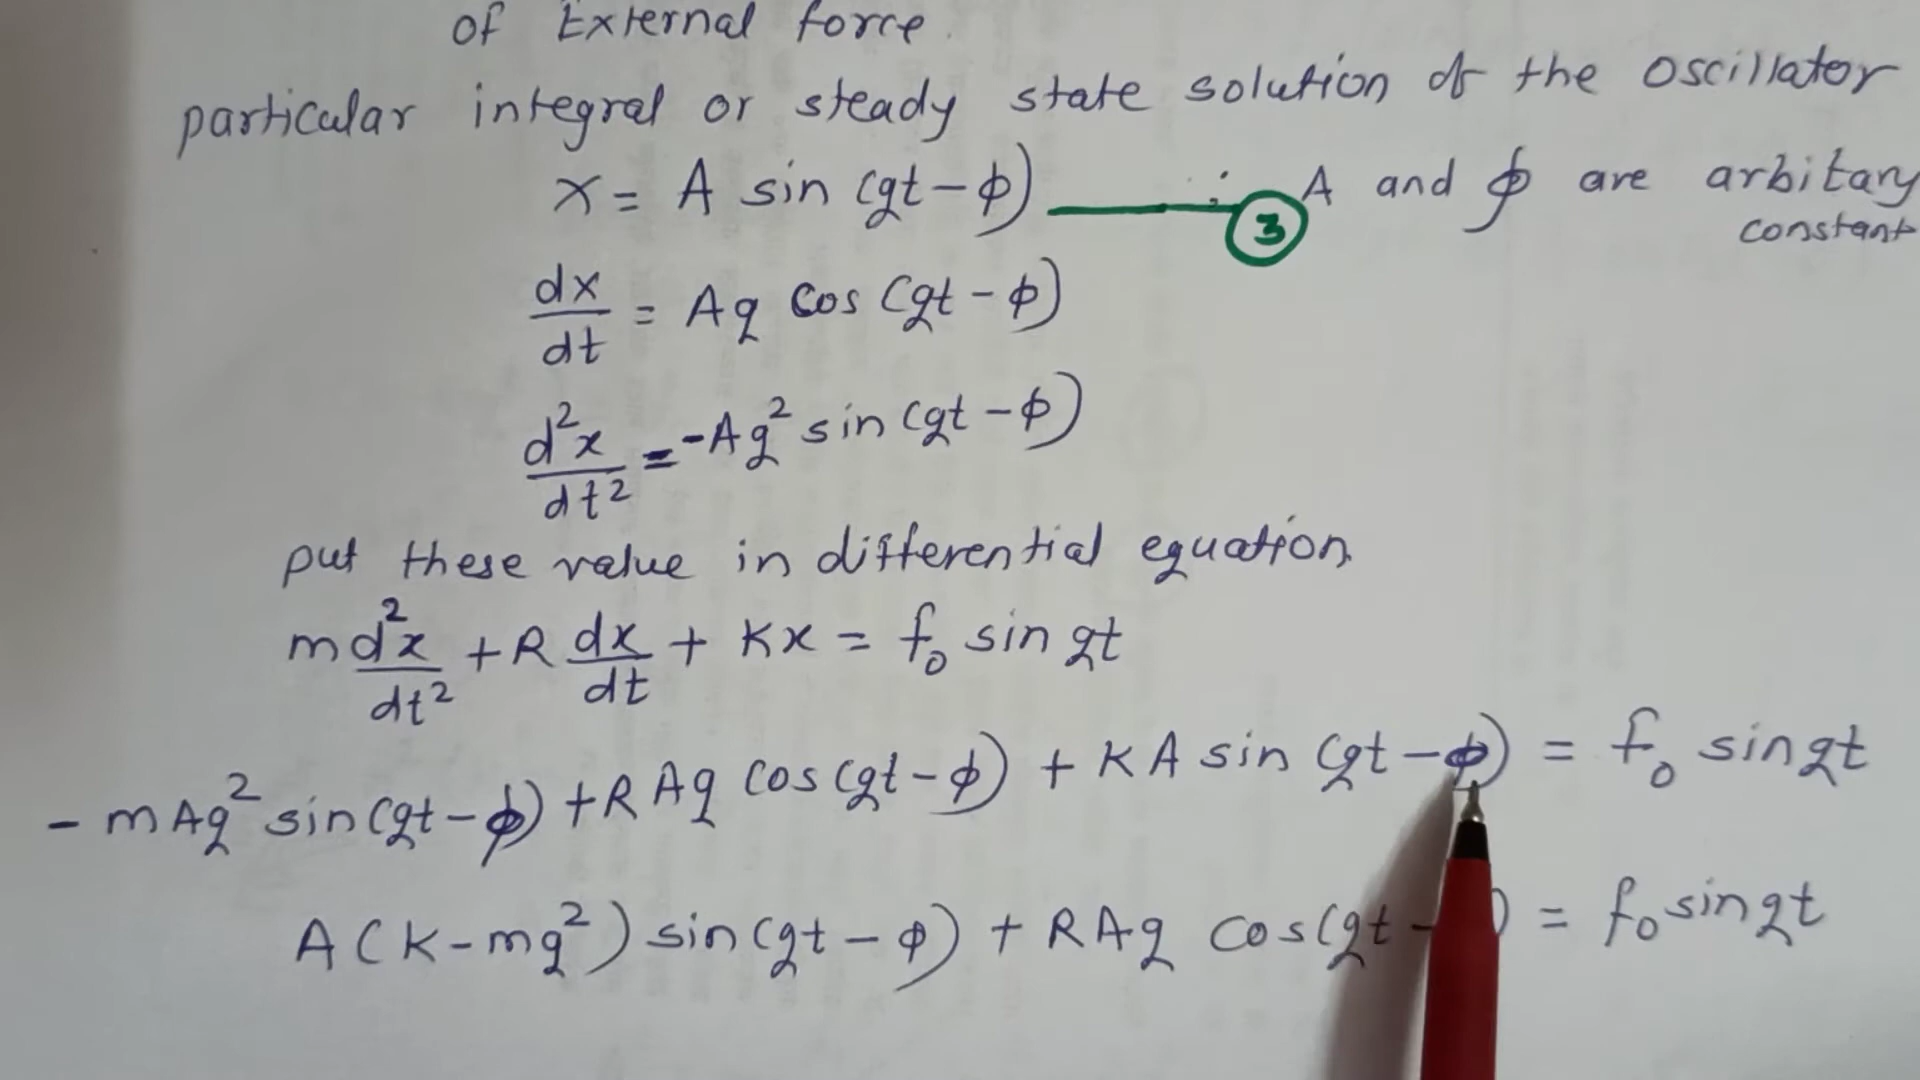 of External force
particular integral or steady state solution of the oscillator
x = A sin (qt - ϕ) ③ ; A and ϕ are arbitary constant
dx/dt = Aq cos (qt - ϕ)
d²x/dt² = -Aq² sin (qt - ϕ)
put these value in differential equation
m d²x/dt² + R dx/dt + Kx = f₀ sin qt
- mAq² sin (qt - ϕ) + RAq cos (qt - ϕ) + KA sin (qt - ϕ) = f₀ sin qt
A (K - mq²) sin (qt - ϕ) + RAq cos (qt - ) = f₀ sin qt